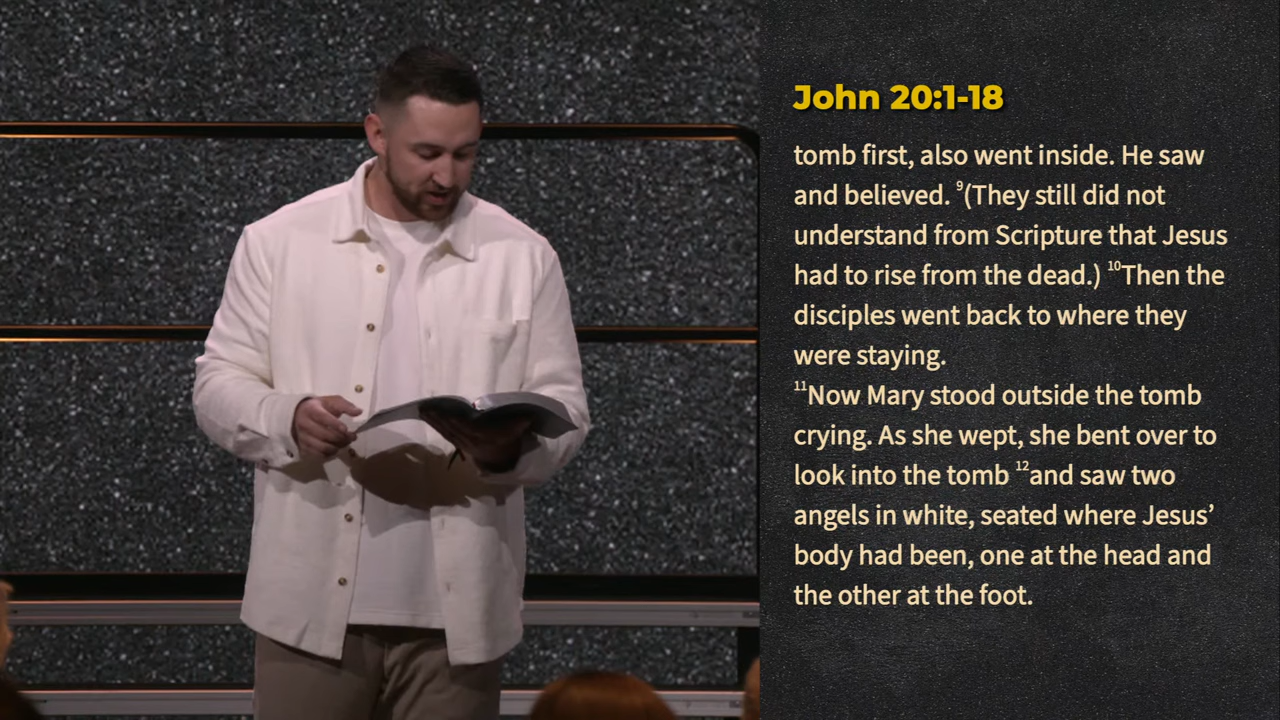 John 20:1-18
tomb first, also went inside. He saw
and believed. ⁹(They still did not
understand from Scripture that Jesus
had to rise from the dead.) ¹⁰Then the
disciples went back to where they
were staying.
¹¹Now Mary stood outside the tomb
crying. As she wept, she bent over to
look into the tomb ¹²and saw two
angels in white, seated where Jesus’
body had been, one at the head and
the other at the foot.